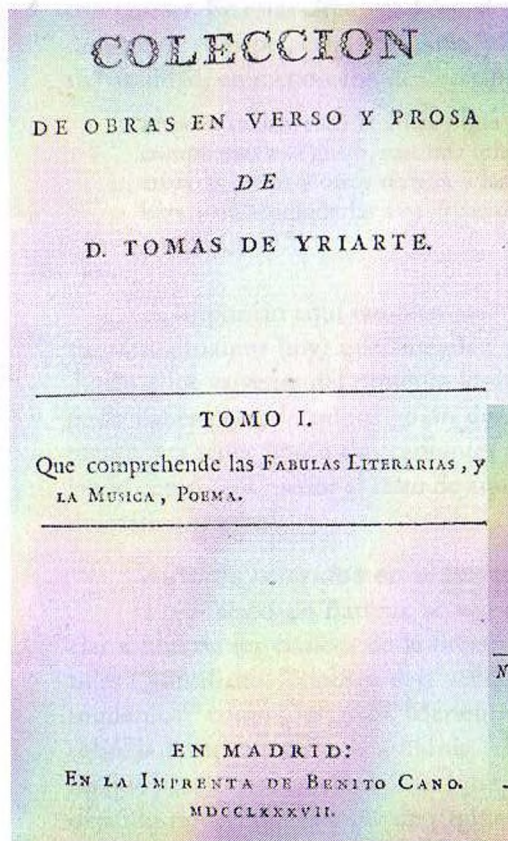 COLECCION
DE OBRAS EN VERSO Y PROSA
DE
D. TOMAS DE YRIARTE.
TOMO I.
Que comprehende las FABULAS LITERARIAS, y
LA MUSICA, POEMA.
EN MADRID:
EN LA IMPRENTA DE BENITO CANO.
MDCCLXXXVII.
N